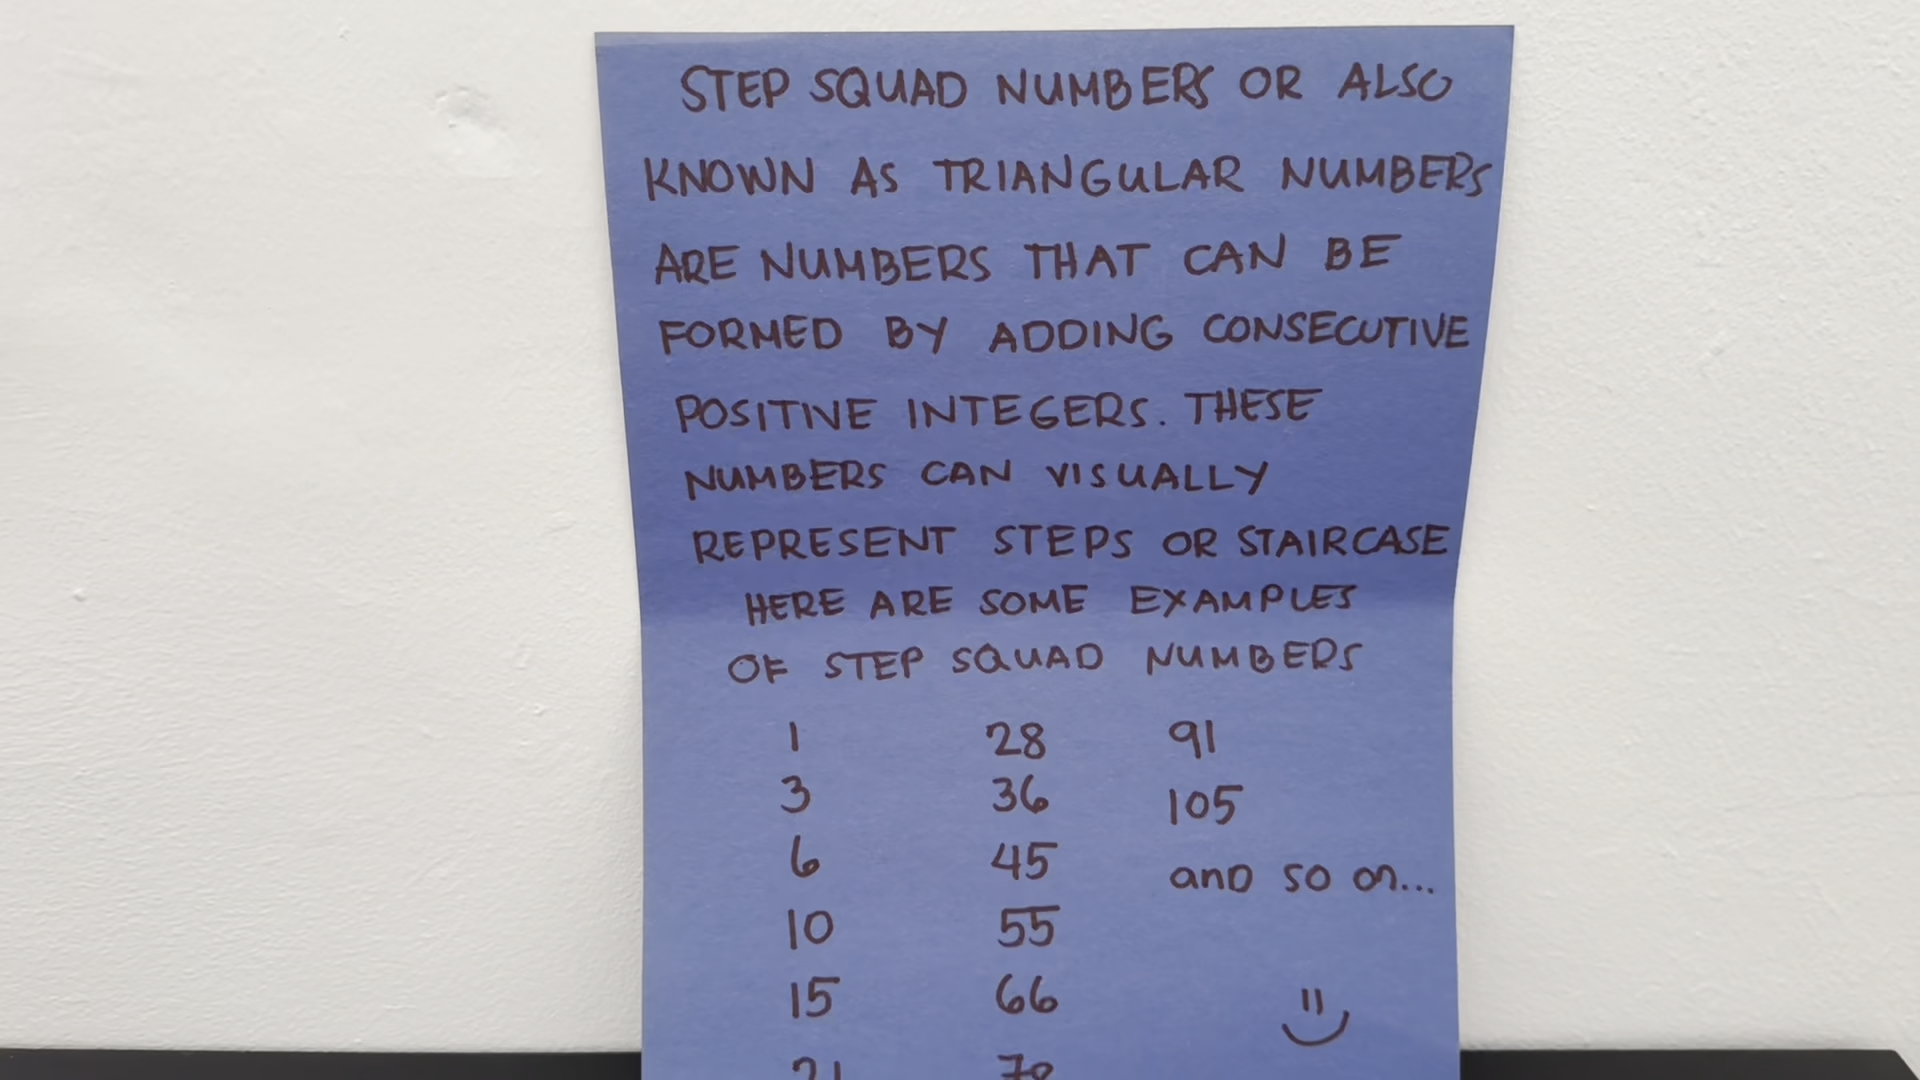 STEP SQUAD NUMBERS OR ALSO
KNOWN AS TRIANGULAR NUMBERS
ARE NUMBERS THAT CAN BE
FORMED BY ADDING CONSECUTIVE
POSITIVE INTEGERS. THESE
NUMBERS CAN VISUALLY
REPRESENT STEPS OR STAIRCASE
HERE ARE SOME EXAMPLES
OF STEP SQUAD NUMBERS
1 28 91
3 36 105
6 45 and so on...
10 55
15 66
21 78